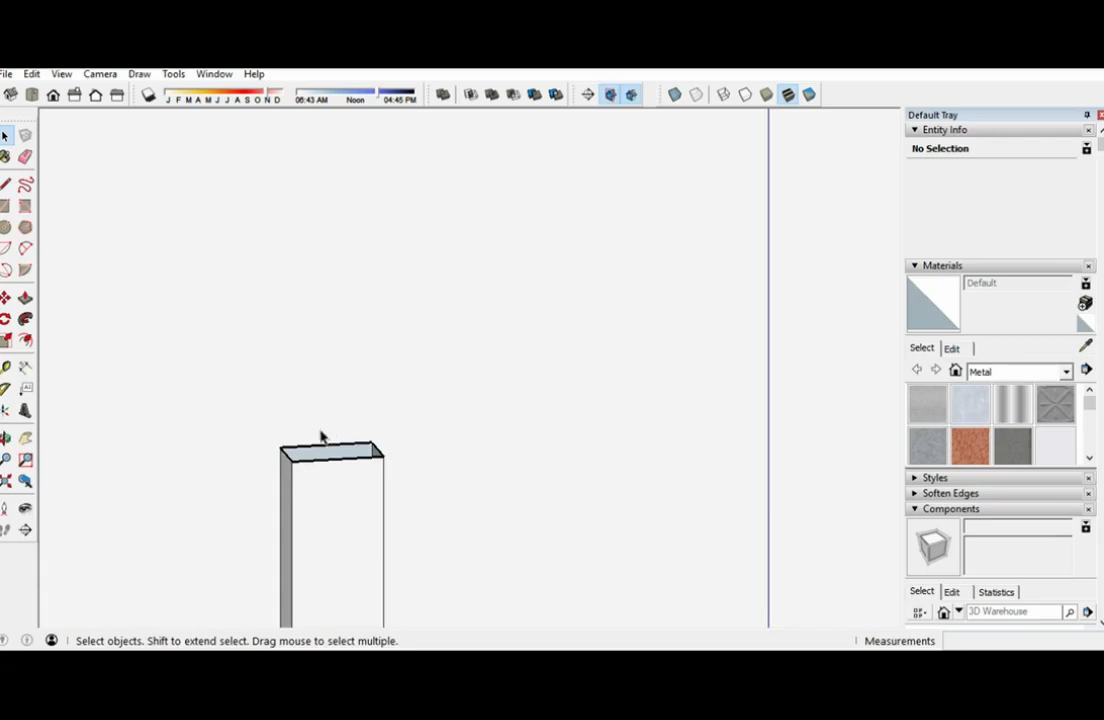 File Edit View Camera Draw Tools Window Help
J F M A M J J A S O N D 06:43 AM Noon 04:45 PM
Default Tray
Entity Info
No Selection
Materials
Default
Select Edit
Metal
Styles
Soften Edges
Components
Select Edit Statistics
3D Warehouse
Select objects. Shift to extend select. Drag mouse to select multiple. Measurements